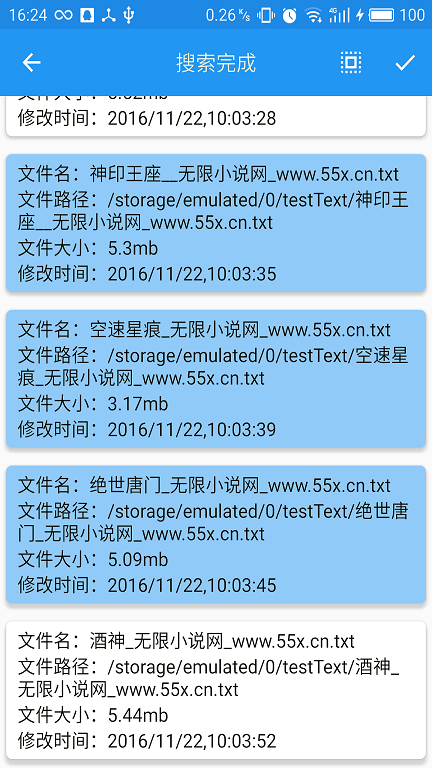 16:24 0.26 K/s 4G 100
搜索完成
修改时间：2016/11/22,10:03:28
文件名：神印王座__无限小说网_www.55x.cn.txt
文件路径：/storage/emulated/0/testText/神印王
座__无限小说网_www.55x.cn.txt
文件大小：5.3mb
修改时间：2016/11/22,10:03:35
文件名：空速星痕_无限小说网_www.55x.cn.txt
文件路径：/storage/emulated/0/testText/空速星
痕_无限小说网_www.55x.cn.txt
文件大小：3.17mb
修改时间：2016/11/22,10:03:39
文件名：绝世唐门_无限小说网_www.55x.cn.txt
文件路径：/storage/emulated/0/testText/绝世唐
门_无限小说网_www.55x.cn.txt
文件大小：5.09mb
修改时间：2016/11/22,10:03:45
文件名：酒神_无限小说网_www.55x.cn.txt
文件路径：/storage/emulated/0/testText/酒神_
无限小说网_www.55x.cn.txt
文件大小：5.44mb
修改时间：2016/11/22,10:03:52